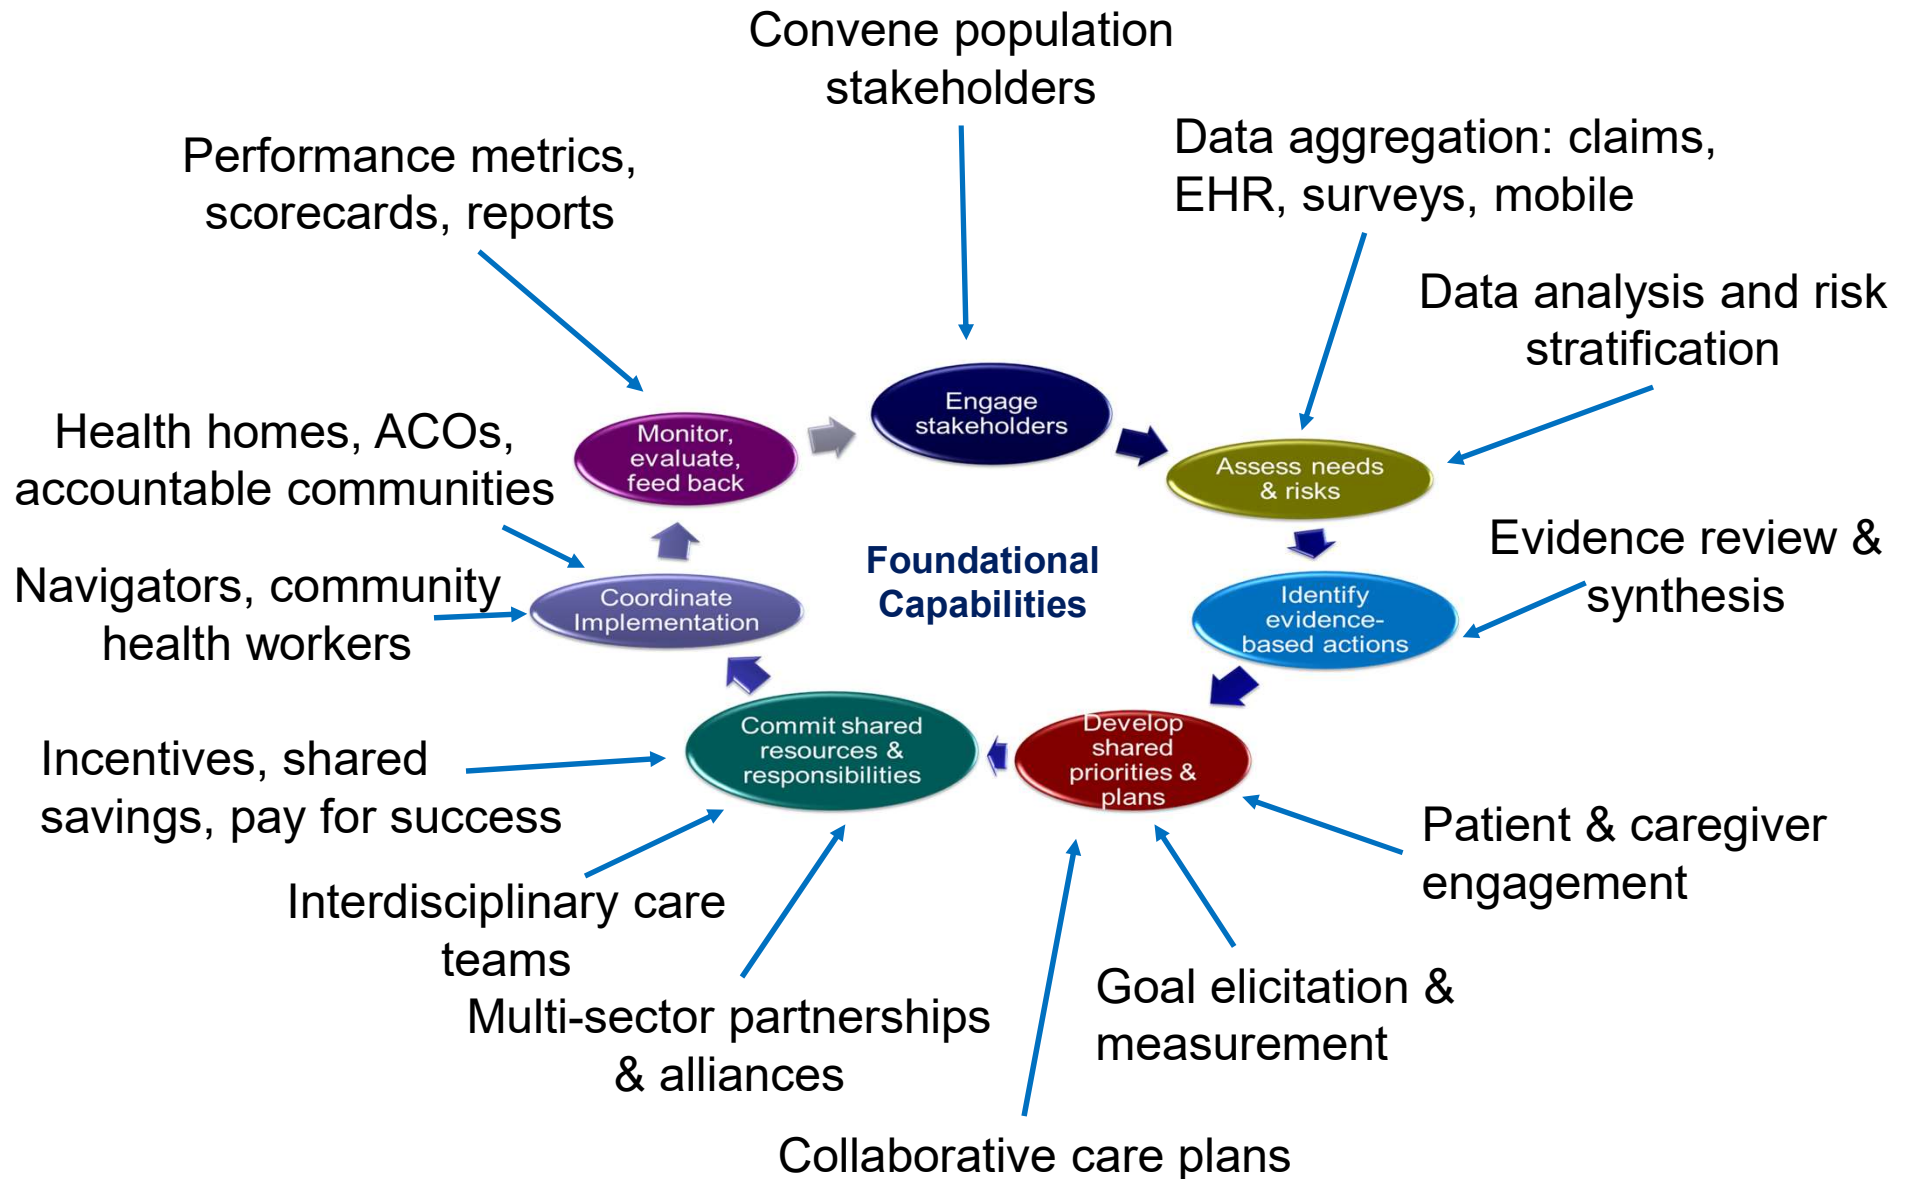 Convene population
stakeholders
Performance metrics,
scorecards, reports
Data aggregation: claims,
EHR, surveys, mobile
Data analysis and risk
stratification
Health homes, ACOs,
accountable communities
Navigators, community
health workers
Evidence review &
synthesis
Engage
stakeholders
Monitor,
evaluate,
feed back
Assess needs
& risks
Foundational
Capabilities
Coordinate
Implementation
Identify
evidence-
based actions
Commit shared
resources &
responsibilities
Develop
shared
priorities &
plans
Incentives, shared
savings, pay for success
Patient & caregiver
engagement
Interdisciplinary care
teams
Multi-sector partnerships
& alliances
Goal elicitation &
measurement
Collaborative care plans